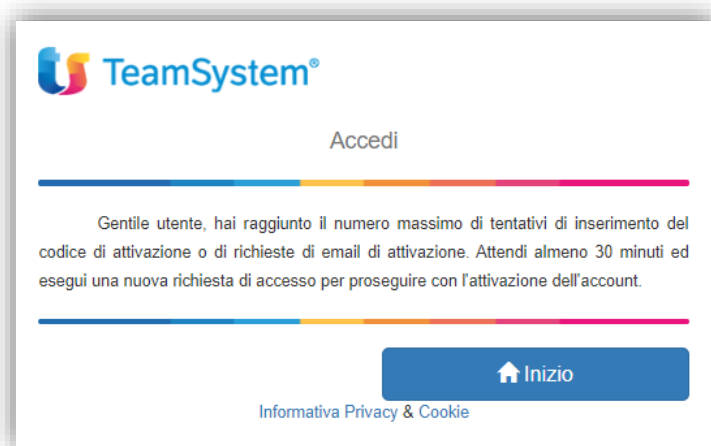 TeamSystem®
Accedi
Gentile utente, hai raggiunto il numero massimo di tentativi di inserimento del
codice di attivazione o di richieste di email di attivazione. Attendi almeno 30 minuti ed
esegui una nuova richiesta di accesso per proseguire con l'attivazione dell'account.
Inizio
Informativa Privacy & Cookie